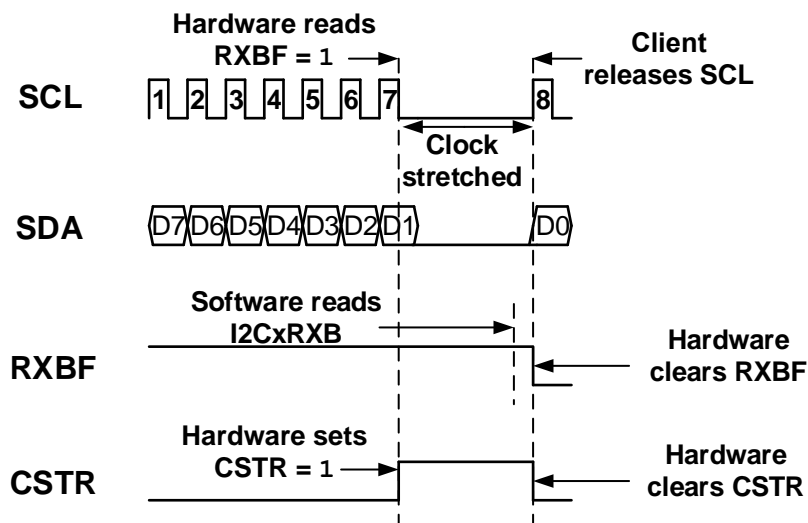 Hardware reads
RXBF = 1
Client
releases SCL
SCL
1 2 3 4 5 6 7 8
Clock
stretched
SDA
D7 D6 D5 D4 D3 D2 D1 D0
Software reads
I2CxRXB
RXBF
Hardware
clears RXBF
Hardware sets
CSTR = 1
CSTR
Hardware
clears CSTR